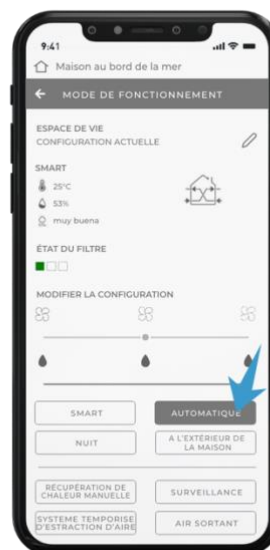 9:41
Maison au bord de la mer
MODE DE FONCTIONNEMENT
ESPACE DE VIE
CONFIGURATION ACTUELLE
SMART
25°C
53%
muy buena
ÉTAT DU FILTRE
MODIFIER LA CONFIGURATION
SMART
AUTOMATIQUE
NUIT
A L'EXTÉRIEUR DE
LA MAISON
RÉCUPÉRATION DE
CHALEUR MANUELLE
SURVEILLANCE
SYSTEME TEMPORISE
D'ESTRACTION D'AIRE
AIR SORTANT